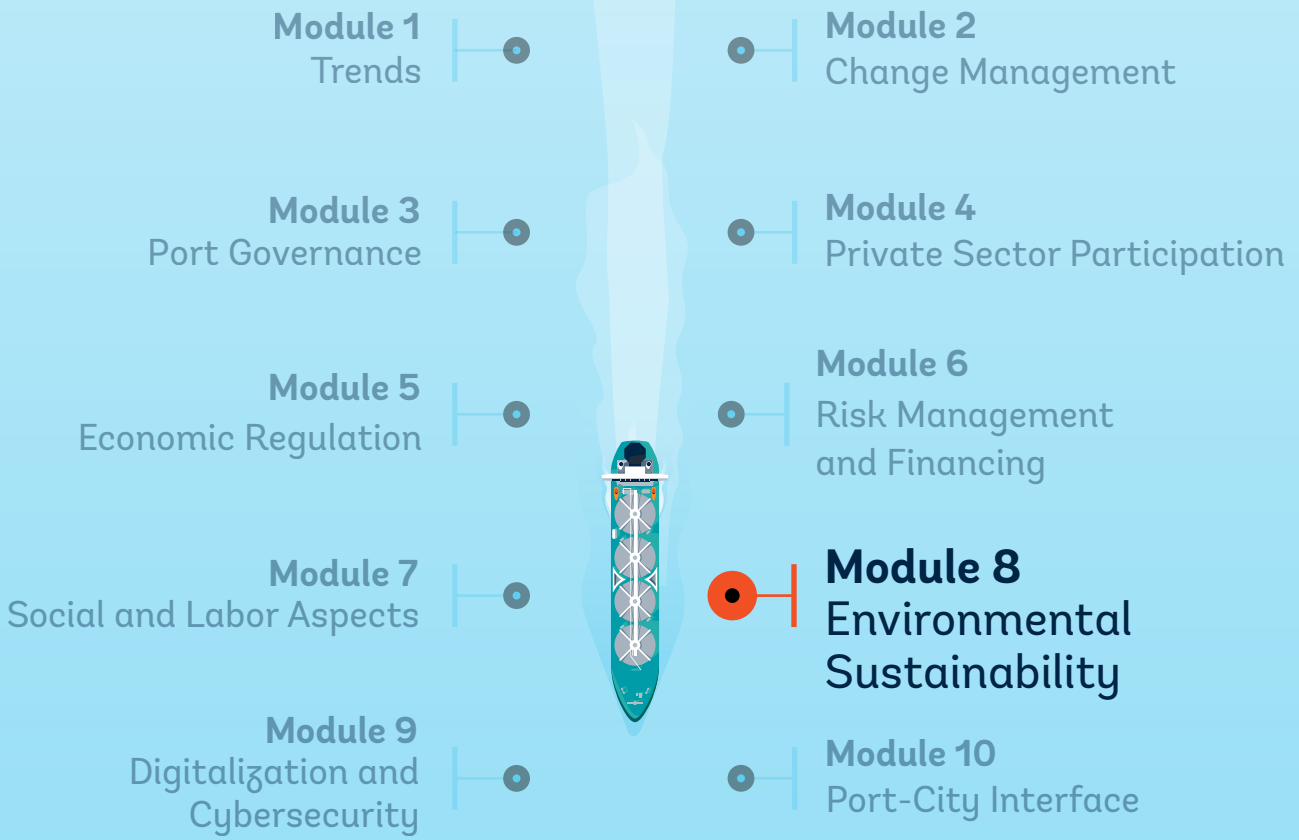 Module 1
Trends
Module 2
Change Management
Module 3
Port Governance
Module 4
Private Sector Participation
Module 5
Economic Regulation
Module 6
Risk Management
and Financing
Module 7
Social and Labor Aspects
Module 8
Environmental
Sustainability
Module 9
Digitalization and
Cybersecurity
Module 10
Port-City Interface